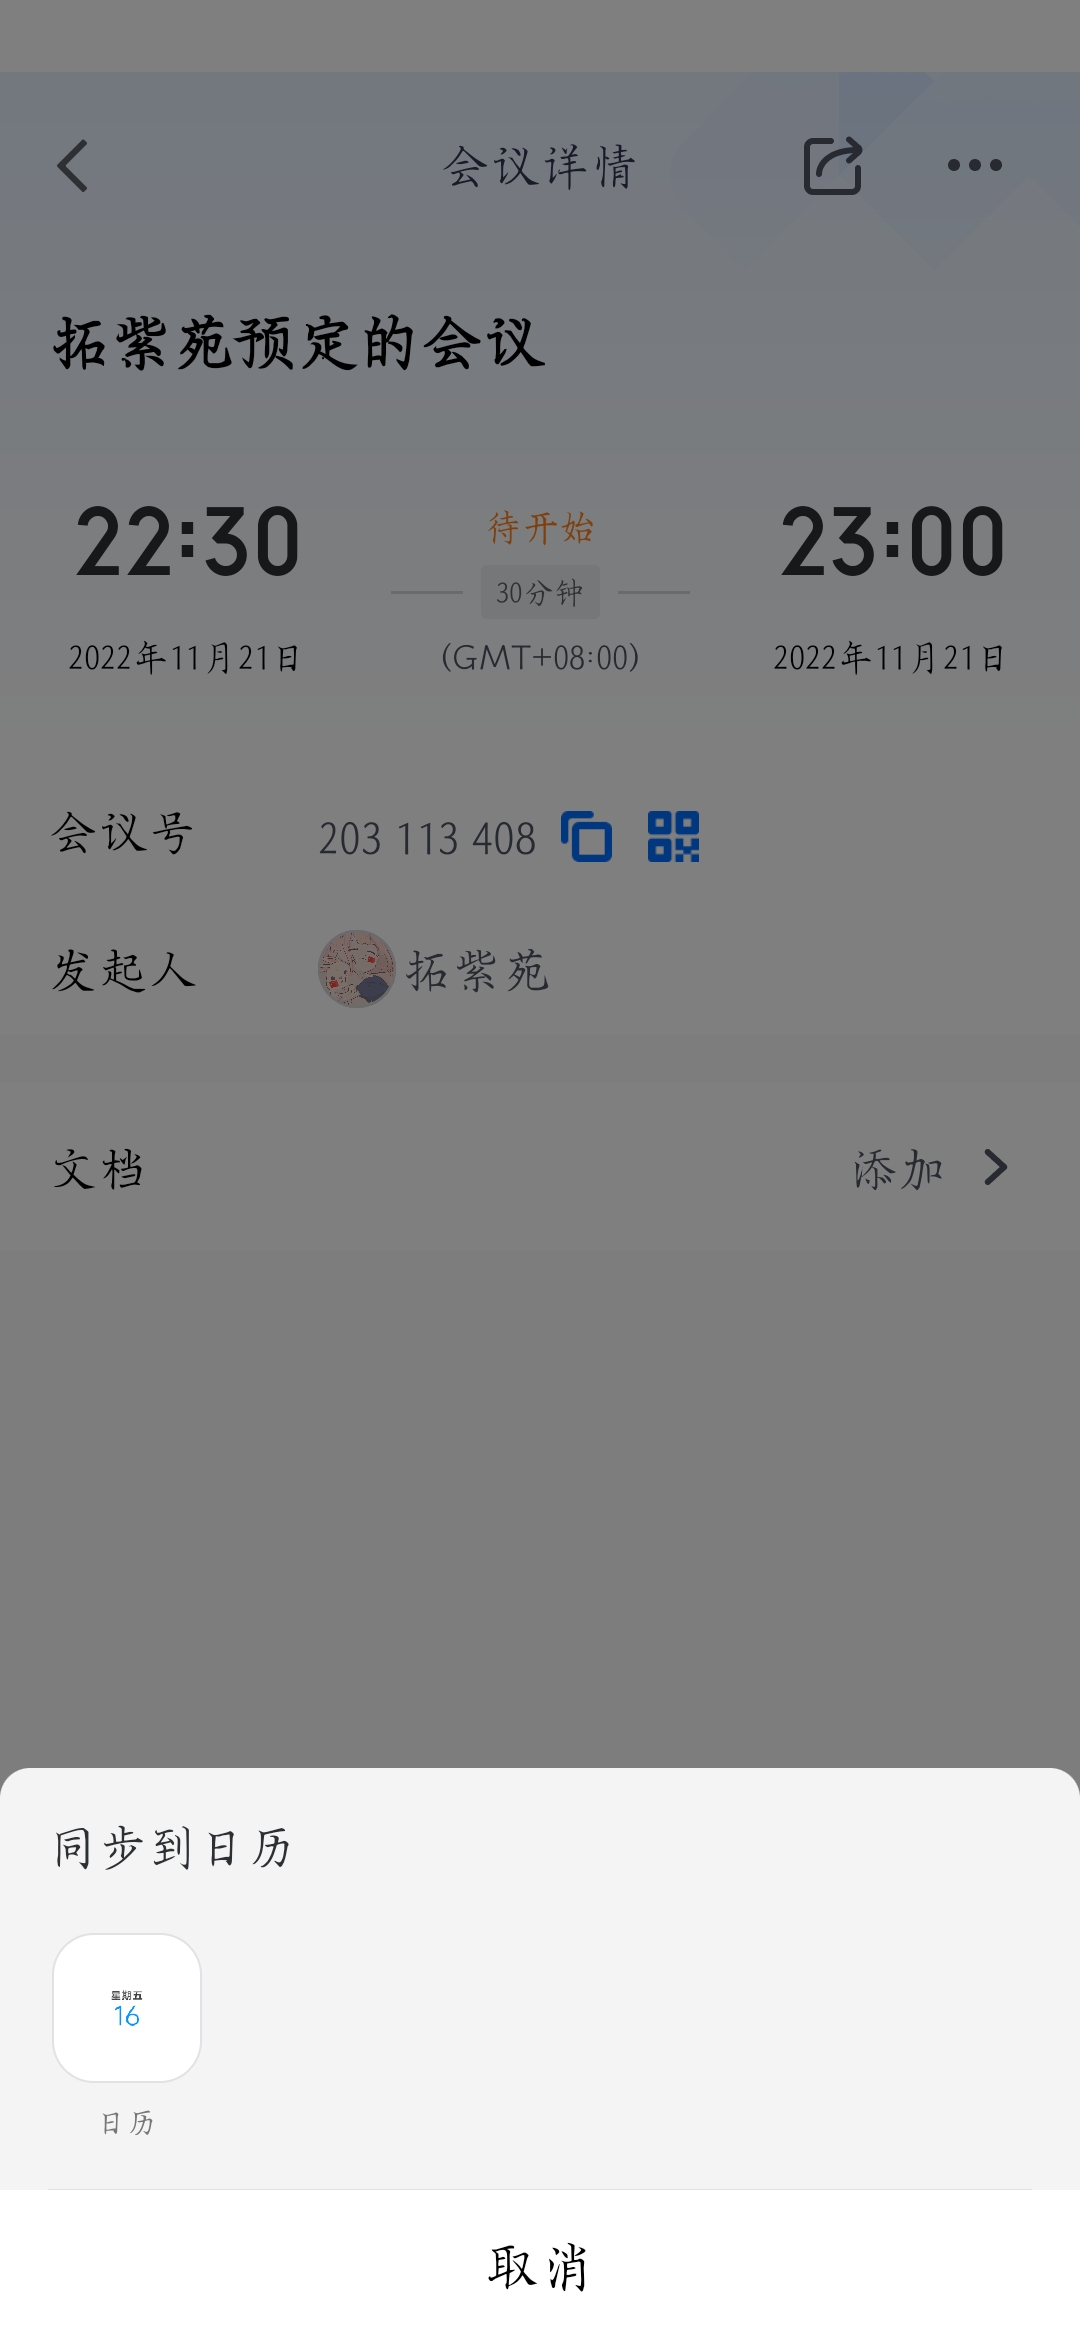 会议详情
拓紫苑预定的会议
22:30 待开始 23:00
30分钟
2022年11月21日 (GMT+08:00) 2022年11月21日
会议号 203 113 408
发起人 拓紫苑
文档 添加
同步到日历
星期五
16
日历
取消